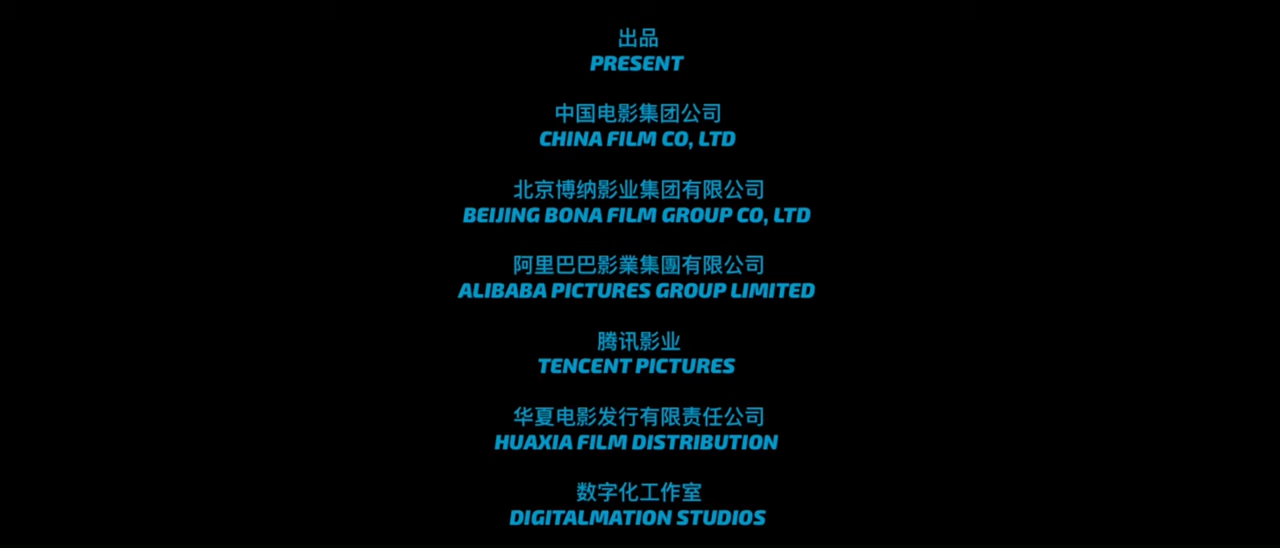 出品
PRESENT
中国电影集团公司
CHINA FILM CO, LTD
北京博纳影业集团有限公司
BEIJING BONA FILM GROUP CO, LTD
阿里巴巴影業集團有限公司
ALIBABA PICTURES GROUP LIMITED
腾讯影业
TENCENT PICTURES
华夏电影发行有限责任公司
HUAXIA FILM DISTRIBUTION
数字化工作室
DIGITALMATION STUDIOS